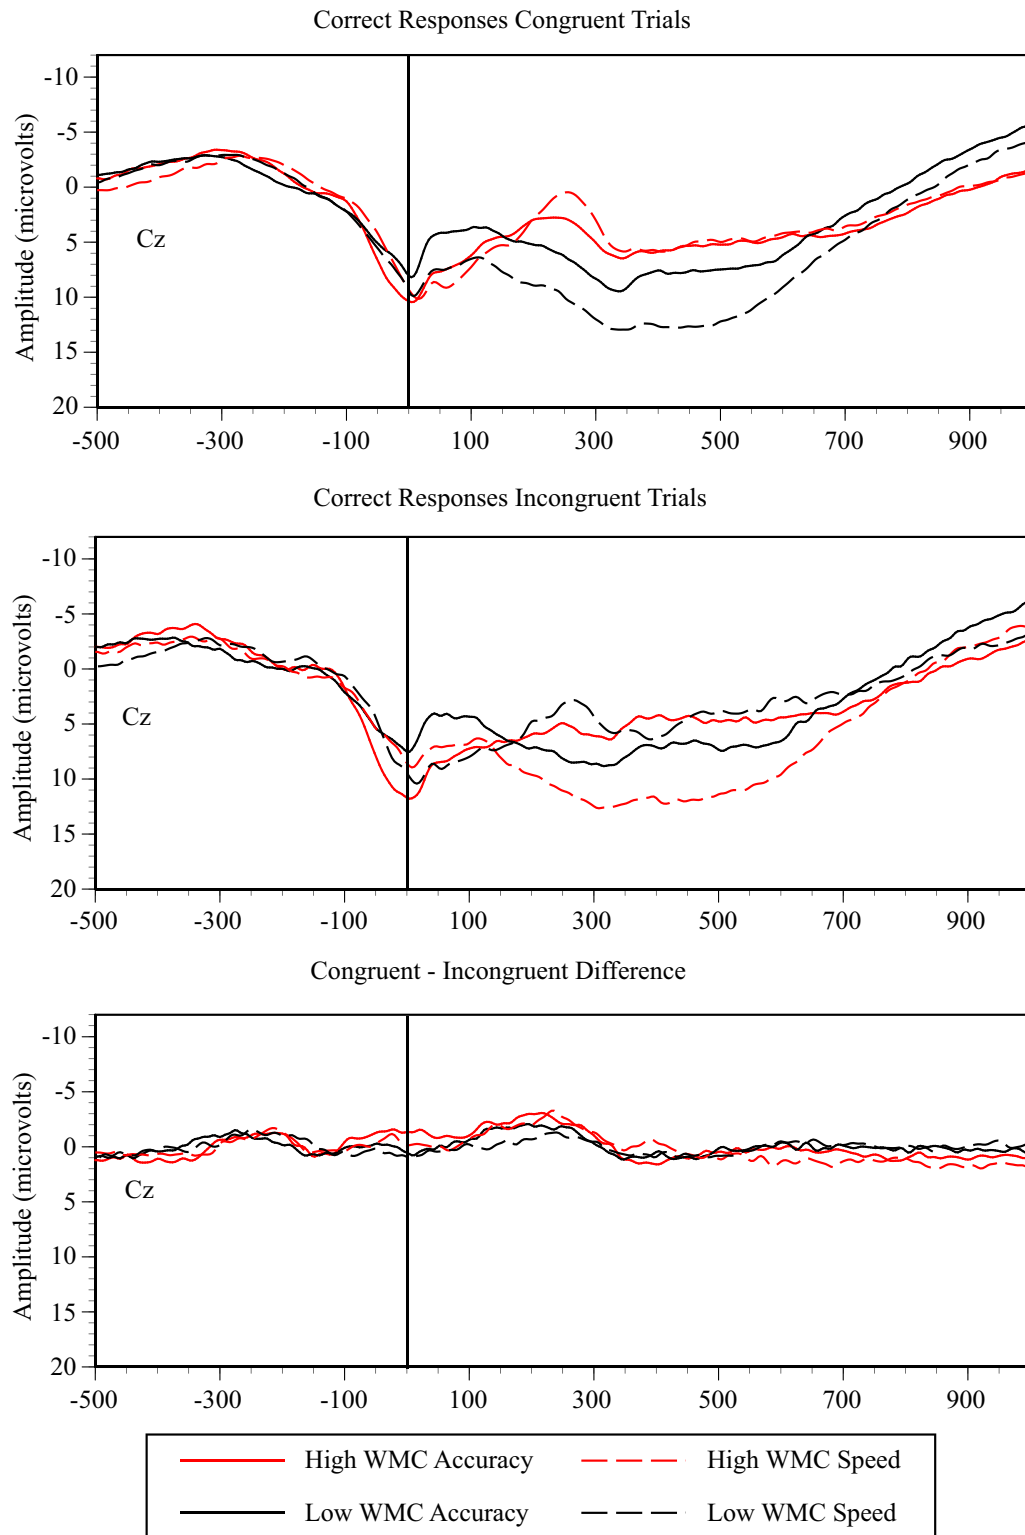 Correct Responses Congruent Trials
Amplitude (microvolts)
-10
-5
0
5
10
15
20
Cz
-500 -300 -100 100 300 500 700 900
Correct Responses Incongruent Trials
Amplitude (microvolts)
-10
-5
0
5
10
15
20
Cz
-500 -300 -100 100 300 500 700 900
Congruent - Incongruent Difference
Amplitude (microvolts)
-10
-5
0
5
10
15
20
Cz
-500 -300 -100 100 300 500 700 900
High WMC Accuracy High WMC Speed
Low WMC Accuracy Low WMC Speed